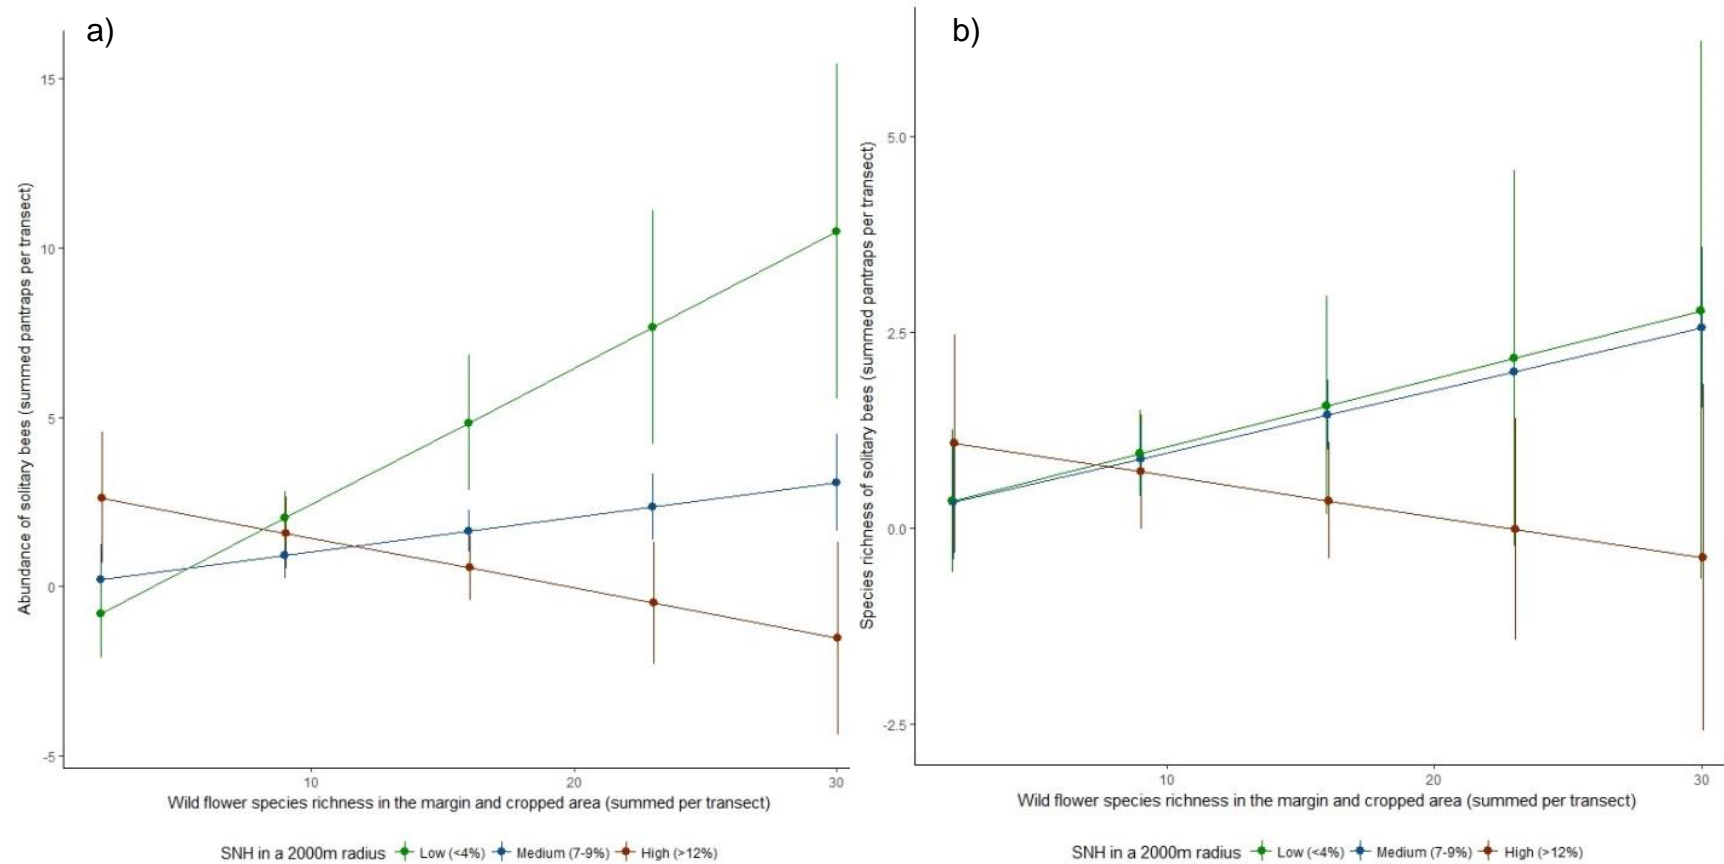 a)
Abundance of solitary bees (summed pantraps per transect)
15
10
5
0
-5
10
20
30
Wild flower species richness in the margin and cropped area (summed per transect)
SNH in a 2000m radius Low (<4%) Medium (7-9%) High (>12%)
b)
Species richness of solitary bees (summed pantraps per transect)
5.0
2.5
0.0
-2.5
10
20
30
Wild flower species richness in the margin and cropped area (summed per transect)
SNH in a 2000m radius Low (<4%) Medium (7-9%) High (>12%)